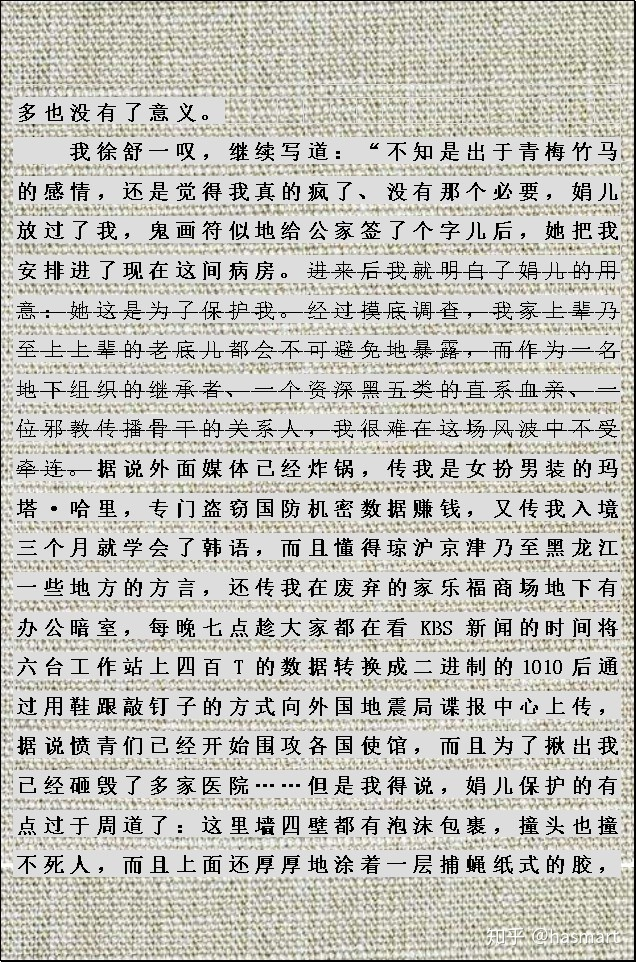 多也没有了意义。
我徐舒一叹，继续写道：“不知是出于青梅竹马
的感情，还是觉得我真的疯了、没有那个必要，娟儿
放过了我，鬼画符似地给公家签了个字儿后，她把我
安排进了现在这间病房。进来后我就明白了娟儿的用
意：她这是为了保护我。经过摸底调查，我家上辈乃
至上上辈的老底儿都会不可避免地暴露，而作为一名
地下组织的继承者、一个资深黑五类的直系血亲、一
位邪教传播骨干的关系人，我很难在这场风波中不受
牵连。据说外面媒体已经炸锅，传我是女扮男装的玛
塔·哈里，专门盗窃国防机密数据赚钱，又传我入境
三个月就学会了韩语，而且懂得琼沪京津乃至黑龙江
一些地方的方言，还传我在废弃的家乐福商场地下有
办公暗室，每晚七点趁大家都在看 KBS 新闻的时间将
六台工作站上四百 T 的数据转换成二进制的 1010 后通
过用鞋跟敲钉子的方式向外国地震局谍报中心上传，
据说愤青们已经开始围攻各国使馆，而且为了揪出我
已经砸毁了多家医院……但是我得说，娟儿保护的有
点过于周道了：这里墙四壁都有泡沫包裹，撞头也撞
不死人，而且上面还厚厚地涂着一层捕蝇纸式的胶，
知乎 @hasmart